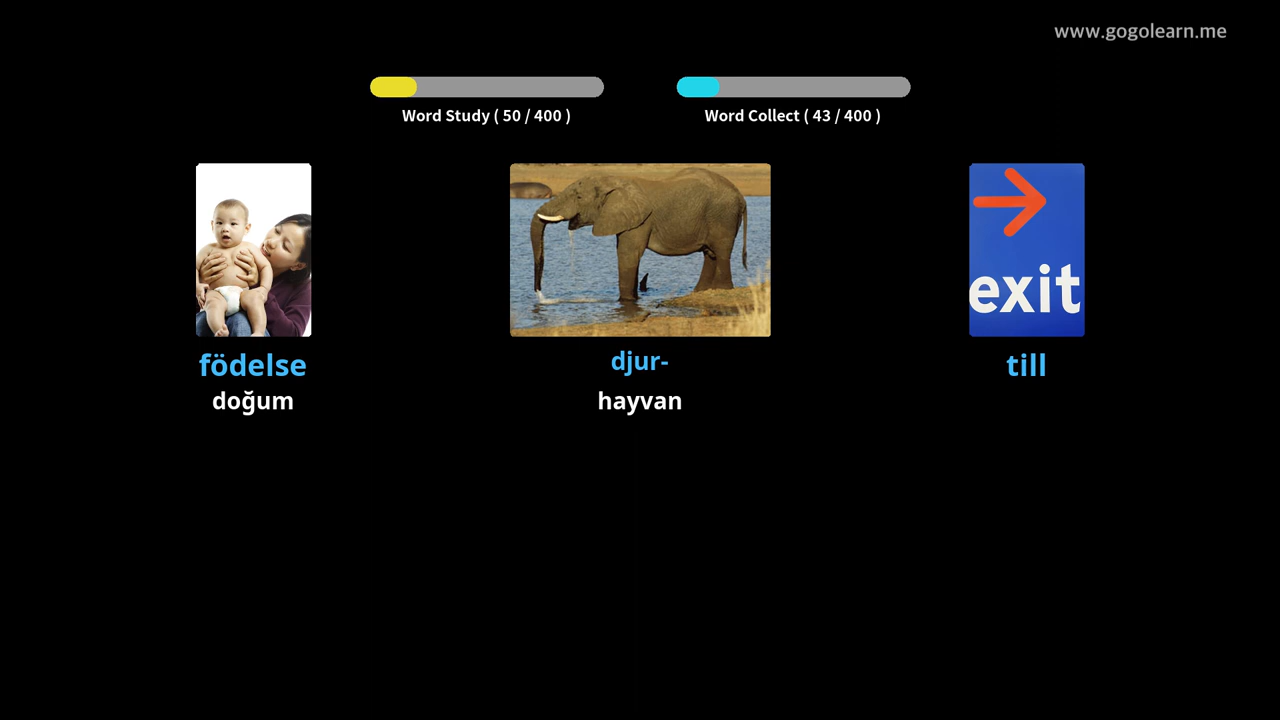 www.gogolearn.me
Word Study ( 50 / 400 )
Word Collect ( 43 / 400 )
exit
födelse
djur-
till
doğum
hayvan